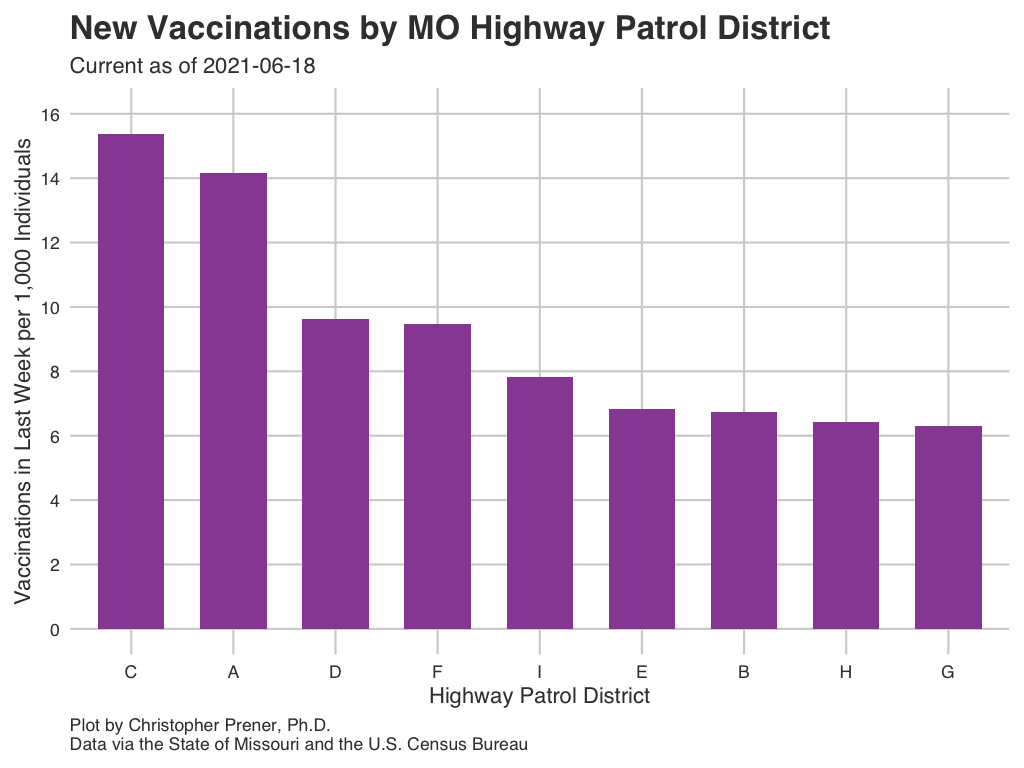 New Vaccinations by MO Highway Patrol District
Current as of 2021-06-18
Vaccinations in Last Week per 1,000 Individuals
16
14
12
10
8
6
4
2
0
C A D F I E B H G
Highway Patrol District
Plot by Christopher Prener, Ph.D.
Data via the State of Missouri and the U.S. Census Bureau